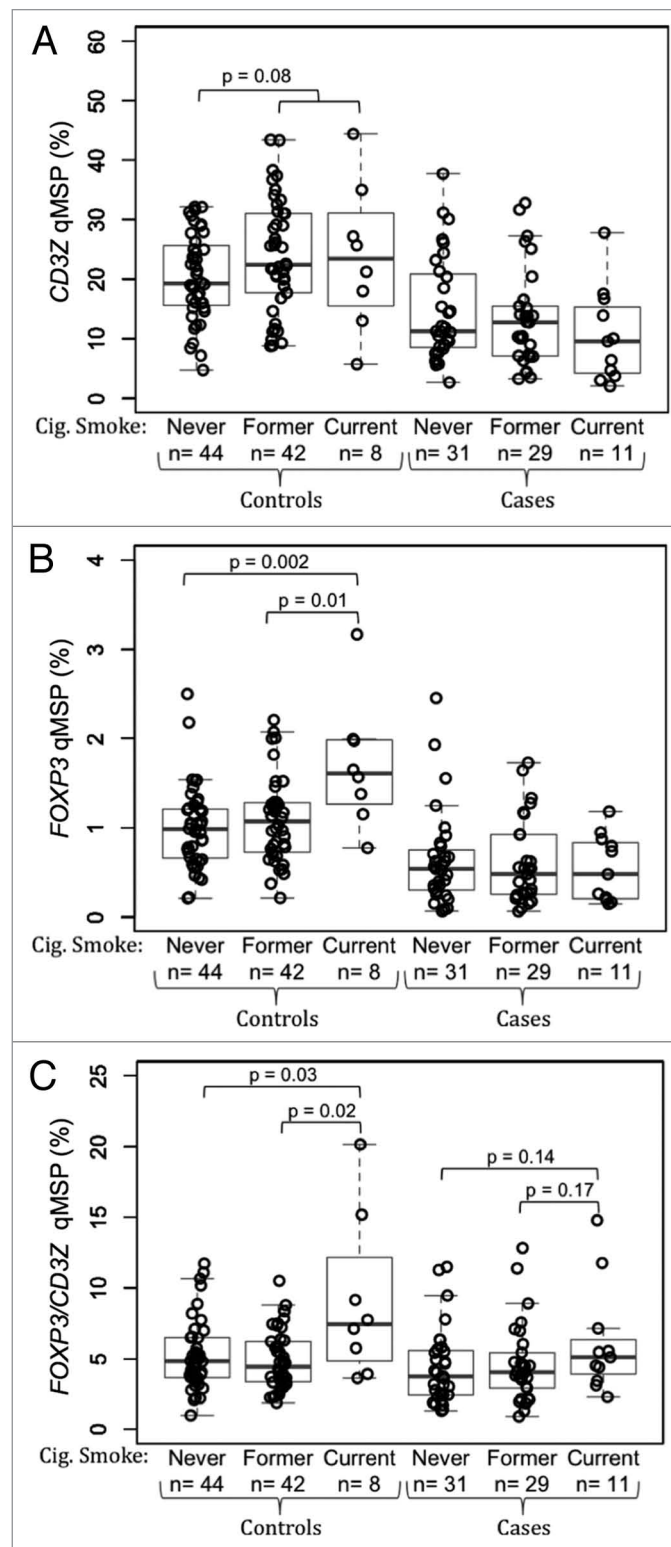 A
60
50
40
30
20
10
0
CD3Z qMSP (%)
p = 0.08
Cig. Smoke: Never Former Current Never Former Current
n= 44 n= 42 n= 8 n= 31 n= 29 n= 11
Controls Cases
B
4
3
2
1
0
FOXP3 qMSP (%)
p = 0.002
p = 0.01
Cig. Smoke: Never Former Current Never Former Current
n= 44 n= 42 n= 8 n= 31 n= 29 n= 11
Controls Cases
C
25
20
15
10
5
0
FOXP3/CD3Z qMSP (%)
p = 0.03
p = 0.02
p = 0.14
p = 0.17
Cig. Smoke: Never Former Current Never Former Current
n= 44 n= 42 n= 8 n= 31 n= 29 n= 11
Controls Cases